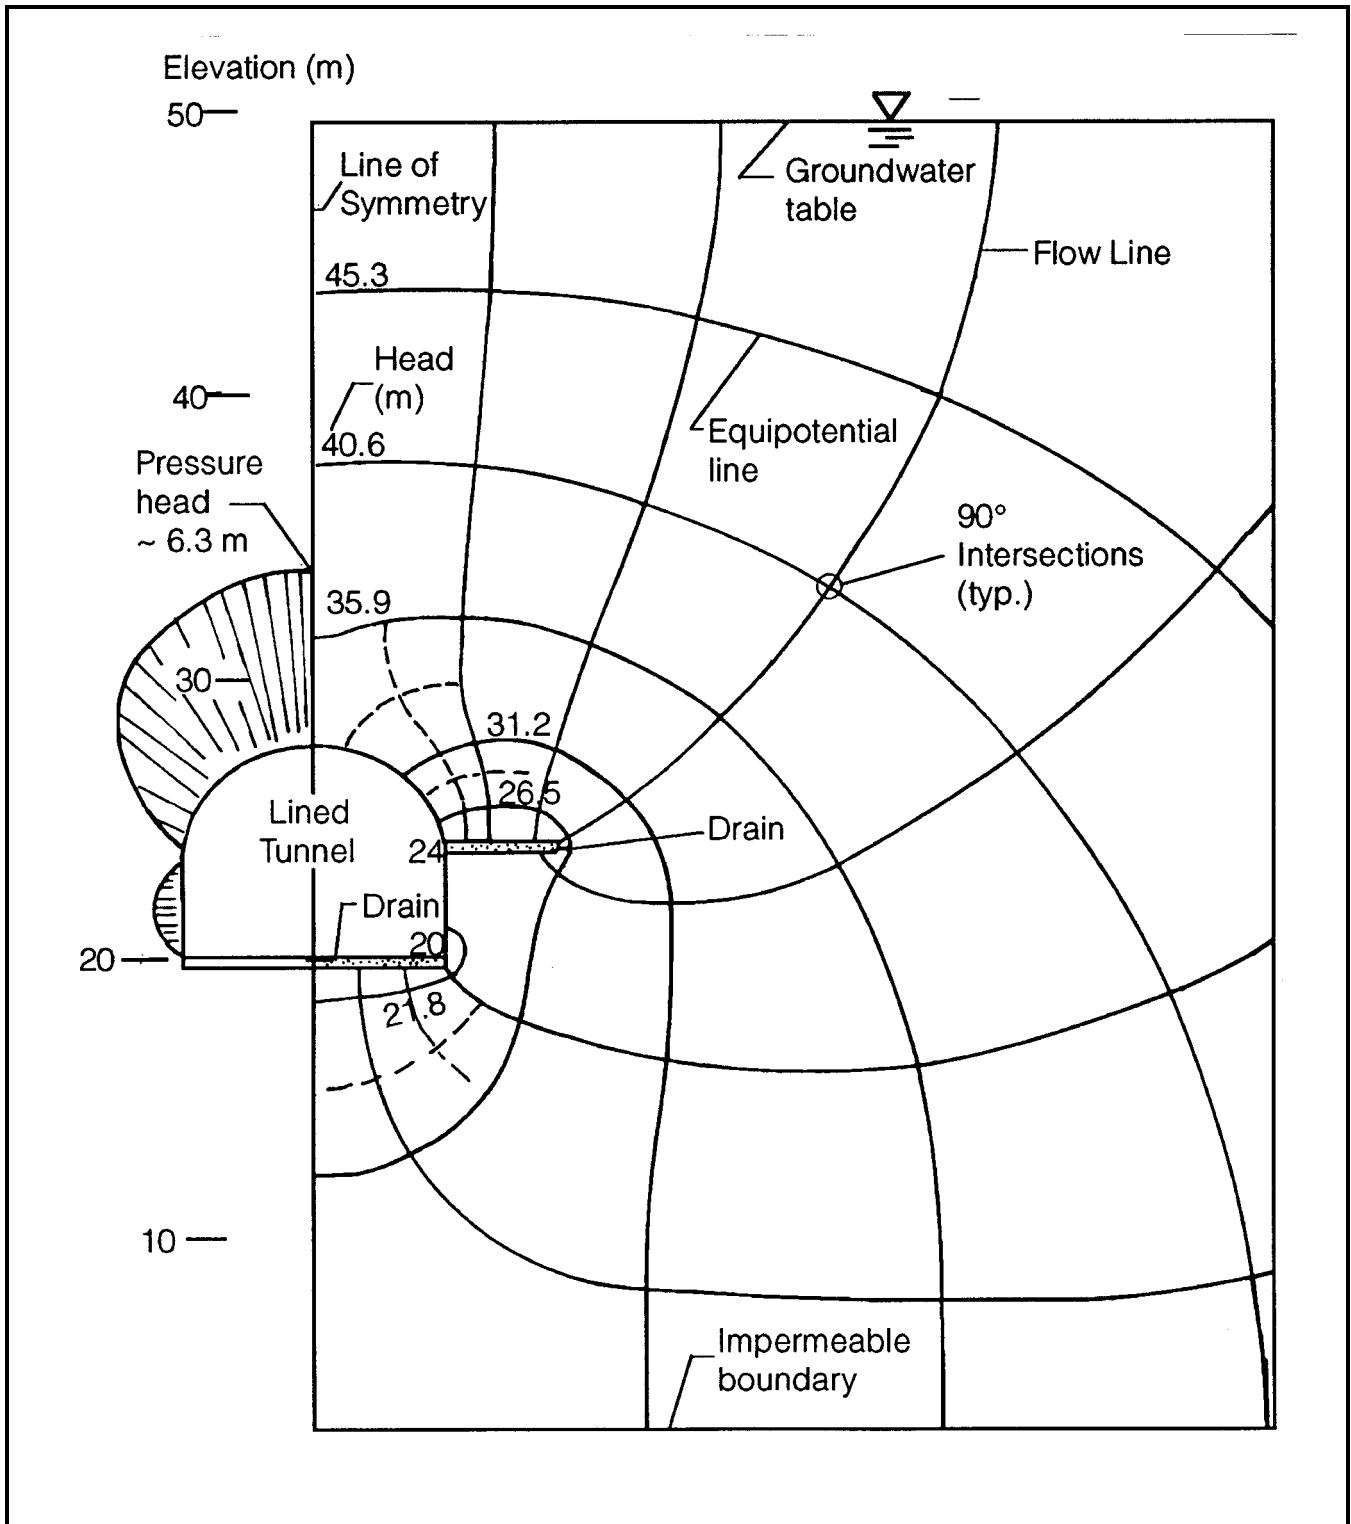 Elevation (m)
50
Line of
Symmetry
Groundwater
table
Flow Line
45.3
Head
(m)
40
40.6
Equipotential
line
Pressure
head
~ 6.3 m
90°
Intersections
(typ.)
35.9
30
31.2
26.5
Lined
Tunnel
24
Drain
Drain
20
20
21.8
10
Impermeable
boundary